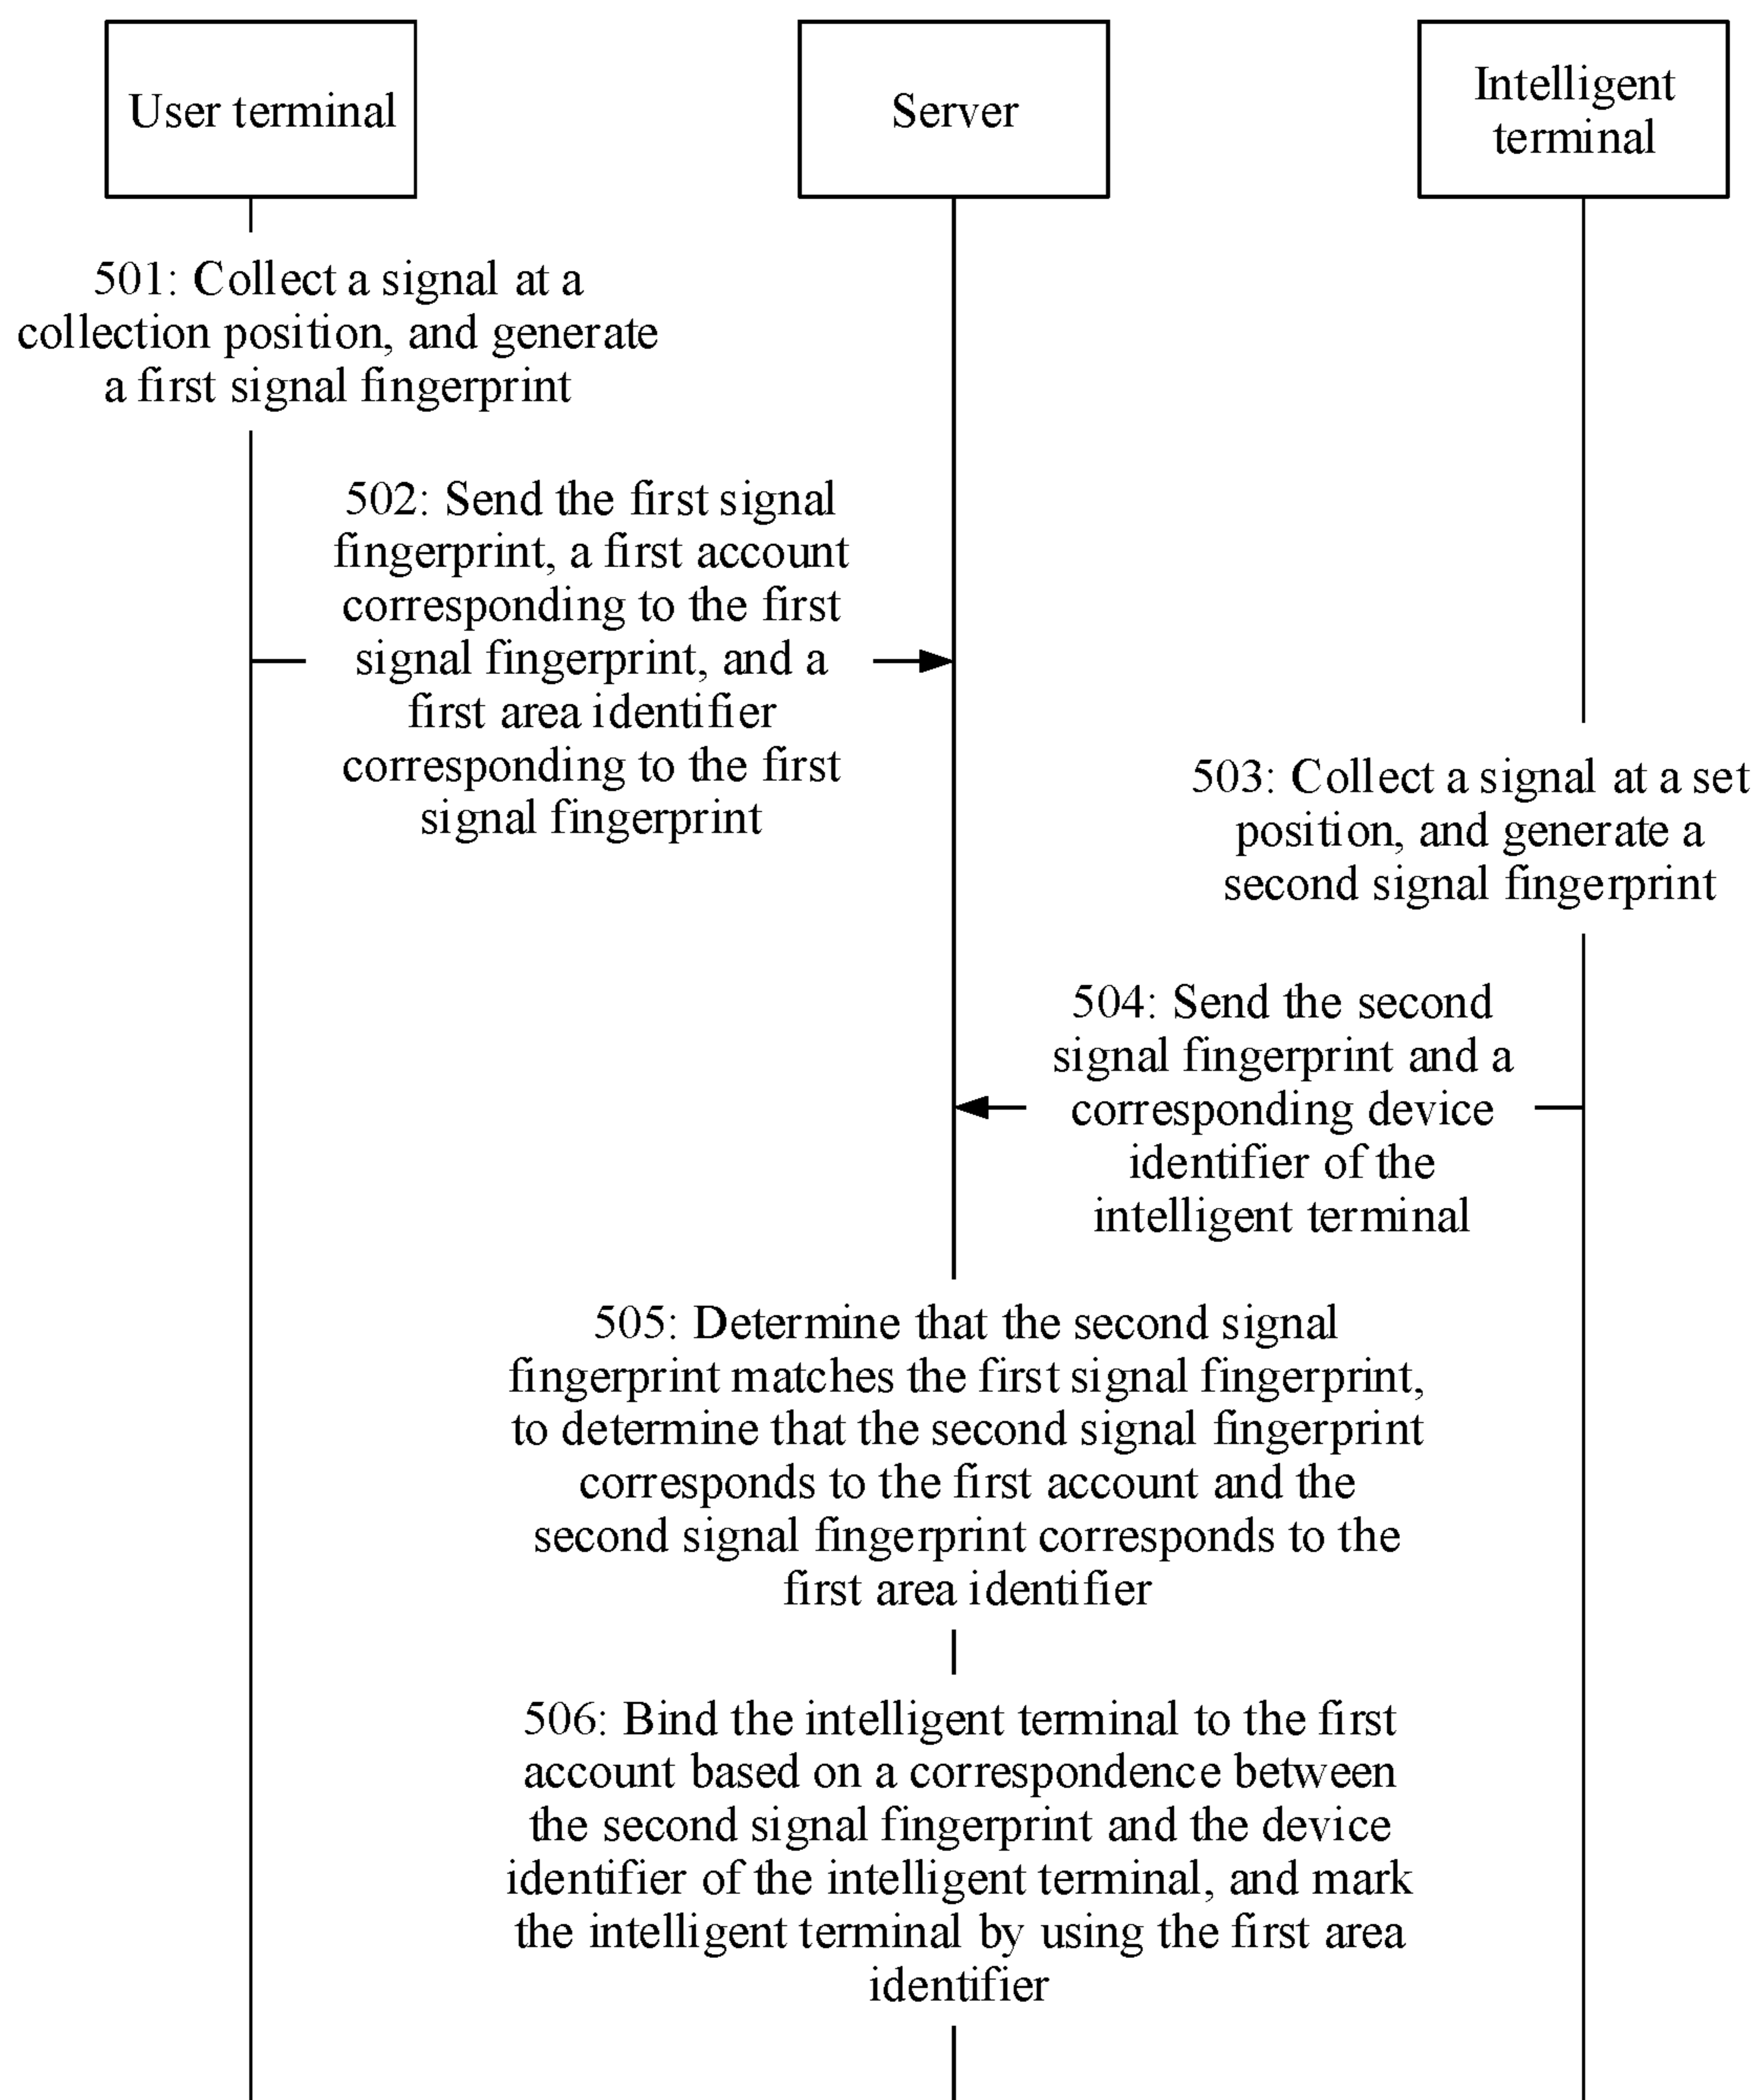 User terminal
Server
Intelligent
terminal
501: Collect a signal at a
collection position, and generate
a first signal fingerprint
502: Send the first signal
fingerprint, a first account
corresponding to the first
signal fingerprint, and a
first area identifier
corresponding to the first
signal fingerprint
503: Collect a signal at a set
position, and generate a
second signal fingerprint
504: Send the second
signal fingerprint and a
corresponding device
identifier of the
intelligent terminal
505: Determine that the second signal
fingerprint matches the first signal fingerprint,
to determine that the second signal fingerprint
corresponds to the first account and the
second signal fingerprint corresponds to the
first area identifier
506: Bind the intelligent terminal to the first
account based on a correspondence between
the second signal fingerprint and the device
identifier of the intelligent terminal, and mark
the intelligent terminal by using the first area
identifier